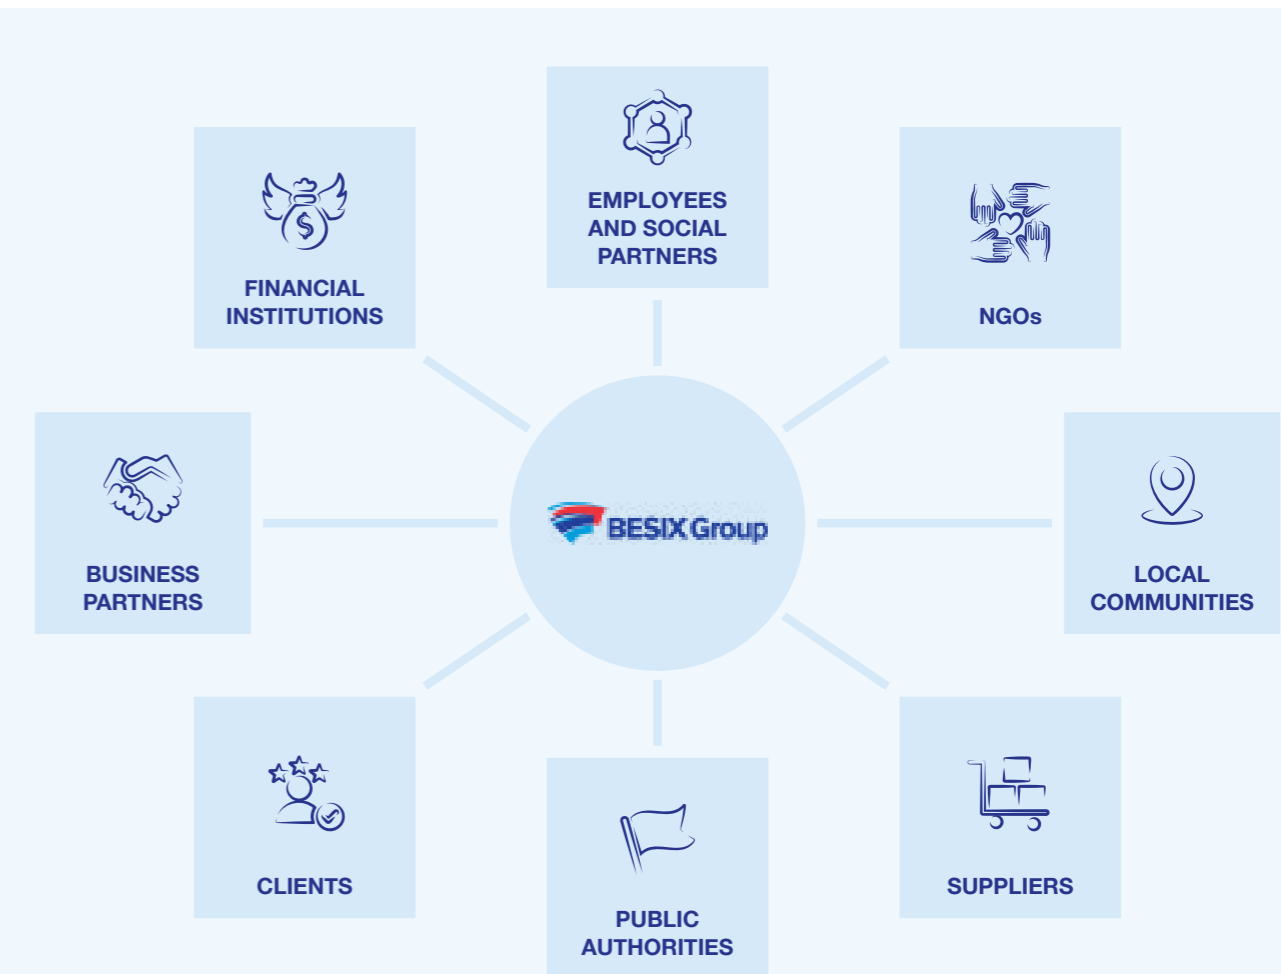 EMPLOYEES
AND SOCIAL
PARTNERS
FINANCIAL
INSTITUTIONS
NGOs
BESIX Group
BUSINESS
PARTNERS
LOCAL
COMMUNITIES
CLIENTS
SUPPLIERS
PUBLIC
AUTHORITIES